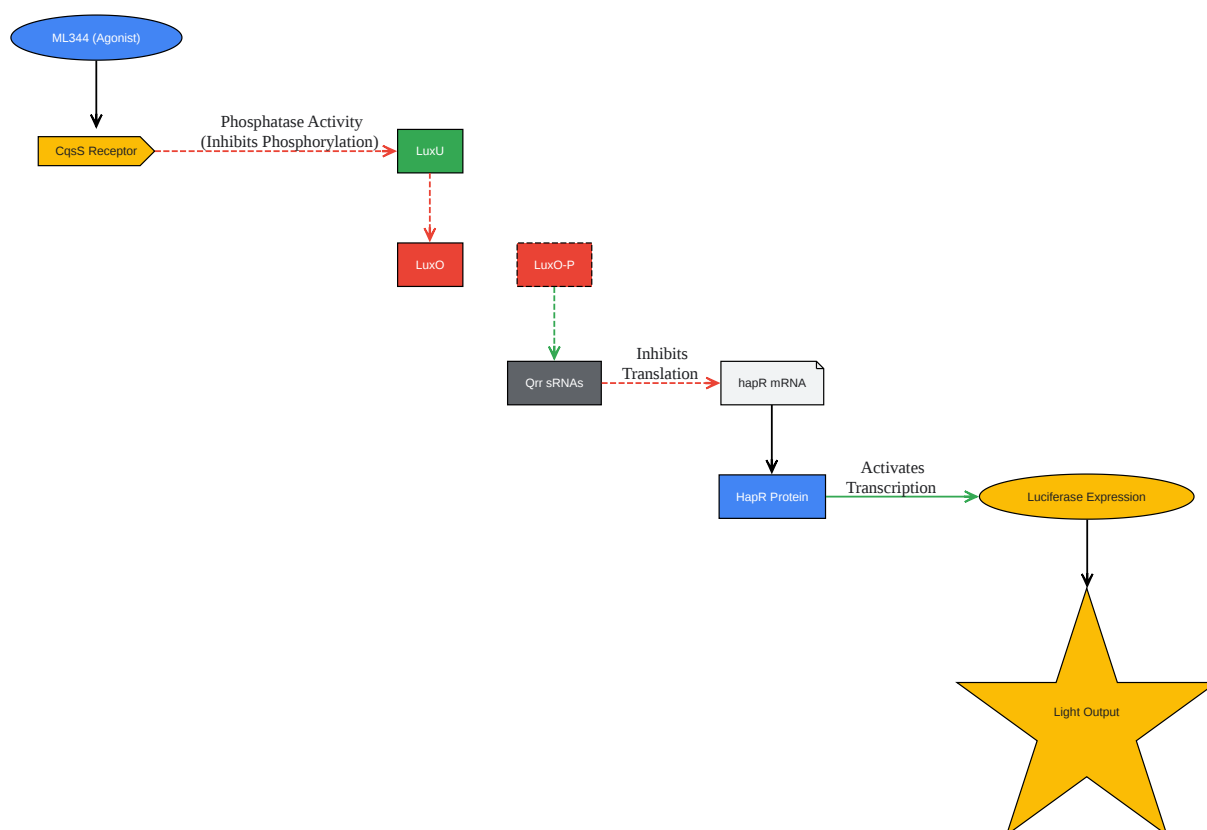 ML344 (Agonist)
Phosphatase Activity
(Inhibits Phosphorylation)
CqsS Receptor
LuxU
LuxO
LuxO-P
Inhibits
Translation
Qrr sRNAs
hapR mRNA
Activates
Transcription
HapR Protein
Luciferase Expression
Light Output